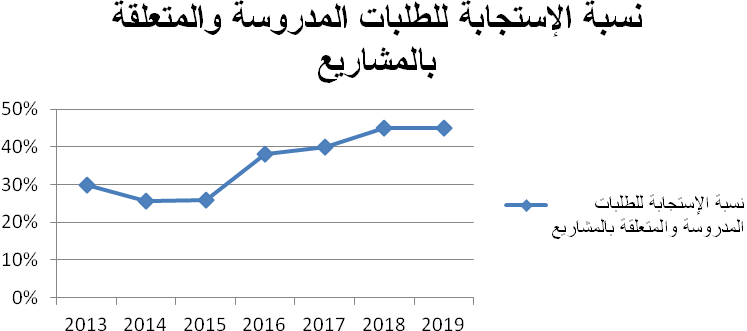 نسبة الإستجابة للطلبات المدروسة والمتعلقة
بالمشاريع
50%
40%
30%
20%
10%
0%
2013 2014 2015 2016 2017 2018 2019
نسبة الإستجابة للطلبات
المدروسة والمتعلقة بالمشاريع